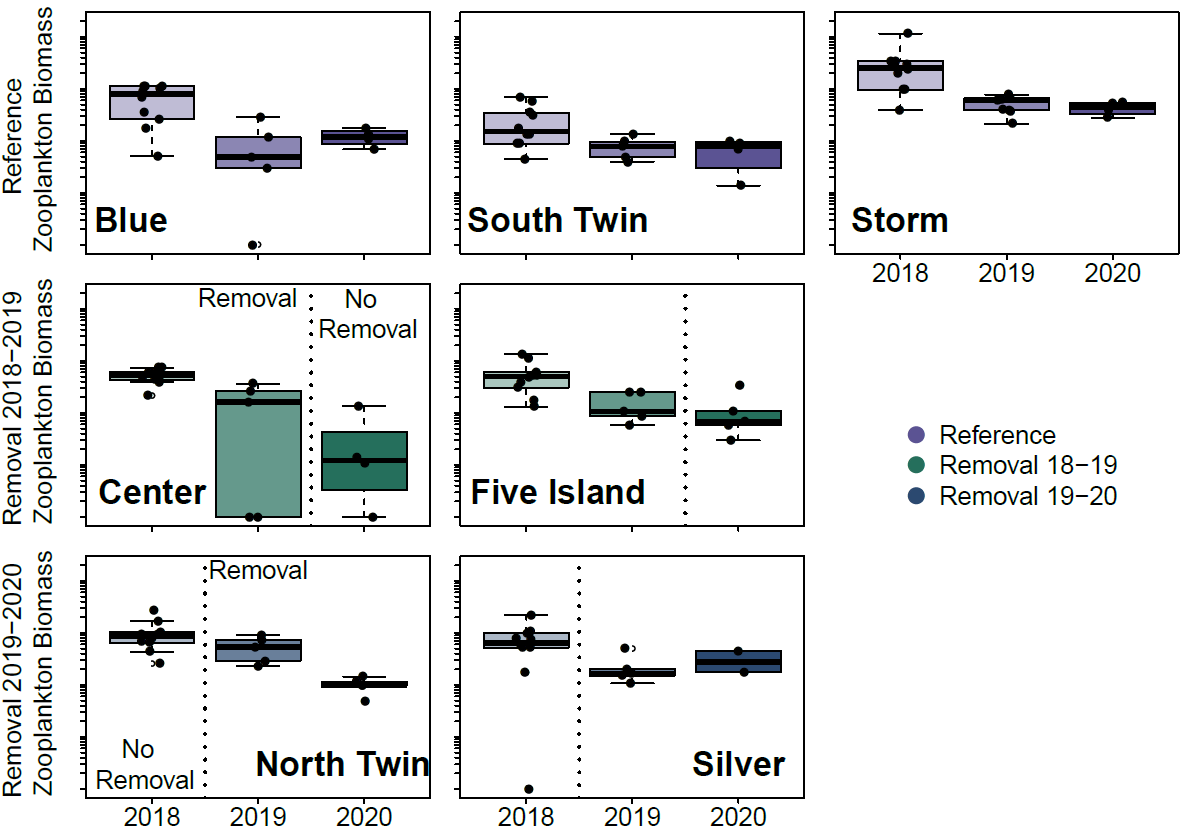 Reference
Zooplankton Biomass
Blue
South Twin
Storm
2018
2019
2020
Removal 2018−2019
Zooplankton Biomass
Removal
No
Removal
Center
Five Island
Reference
Removal 18−19
Removal 19−20
Removal 2019−2020
Zooplankton Biomass
Removal
No
Removal
North Twin
Silver
2018
2019
2020
2018
2019
2020